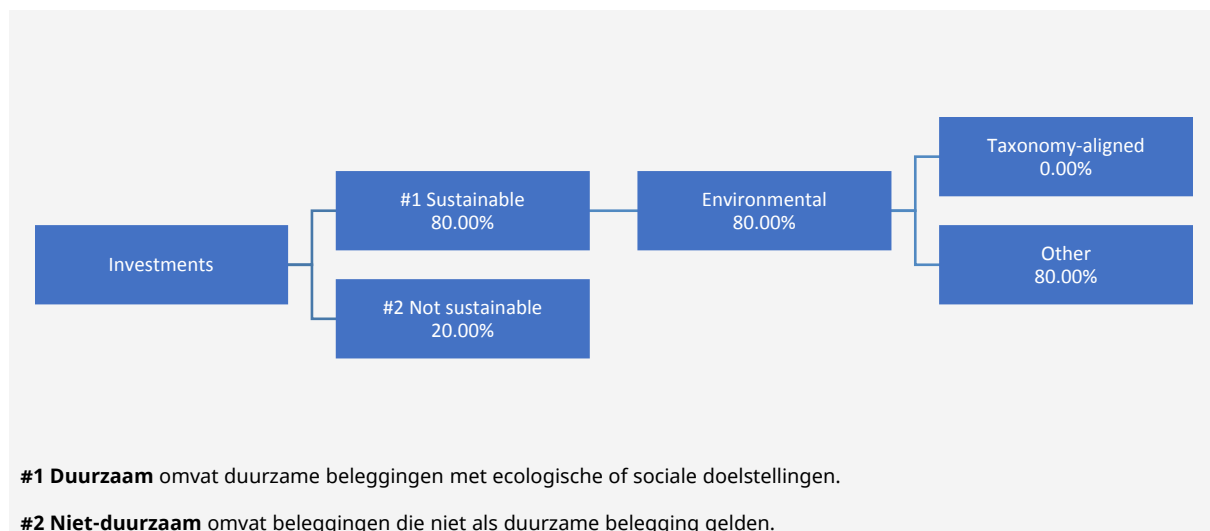 Taxonomy-aligned
0.00%
#1 Sustainable
80.00%
Environmental
80.00%
Other
80.00%
Investments
#2 Not sustainable
20.00%
#1 Duurzaam omvat duurzame beleggingen met ecologische of sociale doelstellingen.
#2 Niet-duurzaam omvat beleggingen die niet als duurzame belegging gelden.